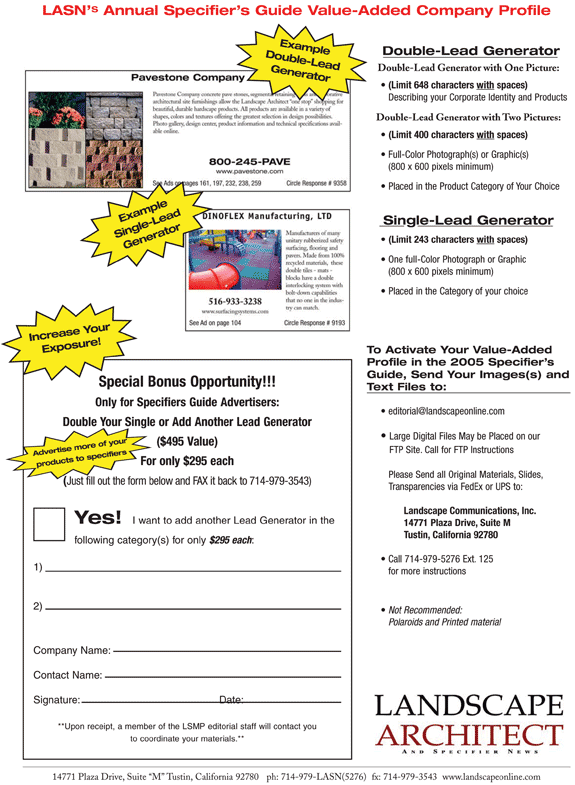 LASN's Annual Specifier's Guide Value-Added Company Profile
Example
Double-Lead
Generator
Pavestone Company
Pavestone Company concrete pave stones, segmental retaining
architectural site furnishings allow the Landscape Architect "one stop" shopping for
beautiful, durable hardscape products. All products are available in a variety of
shapes, colors and textures offering the greatest selection in design possibilities.
Photo gallery, design centre, product information and technical specifications avail-
able online.
800-245-PAVE
www.pavestone.com
See Ads on pages 161, 197, 232, 238, 259 Circle Response # 9358
Example
Single-Lead
Generator
DINOFLEX Manufacturing, LTD
Manufacturers of many
unitary rubberized safety
surfacing, flooring and
pavers. Made from 100%
recycled materials, these
double tiles – mats –
blocks have a double
interlocking system with
bolt-down capabilities
that no one in the indus-
try can match.
516-933-3238
www.surfacingsystems.com
See Ad on page 104 Circle Response # 9193
Increase Your
Exposure!
Special Bonus Opportunity!!!
Only for Specifiers Guide Advertisers:
Double Your Single or Add Another Lead Generator
($495 Value)
For only $295 each
Advertise more of your
products to specifiers
(Just fill out the form below and FAX it back to 714-979-3543)
Yes! I want to add another Lead Generator in the
following category(s) for only $295 each:
1)
2)
Company Name:
Contact Name:
Signature: Date:
**Upon receipt, a member of the LSMP editorial staff will contact you
to coordinate your materials.**
Double-Lead Generator
Double-Lead Generator with One Picture:
• (Limit 648 characters with spaces)
Describing your Corporate Identity and Products
Double-Lead Generator with Two Pictures:
• (Limit 400 characters with spaces)
• Full-Color Photograph(s) or Graphic(s)
(800 x 600 pixels minimum)
• Placed in the Product Category of Your Choice
Single-Lead Generator
• (Limit 243 characters with spaces)
• One full-Color Photograph or Graphic
(800 x 600 pixels minimum)
• Placed in the Category of your choice
To Activate Your Value-Added
Profile in the 2005 Specifier's
Guide, Send Your Images(s) and
Text Files to:
• editorial@landscapeonline.com
• Large Digital Files May be Placed on our
FTP Site. Call for FTP Instructions
Please Send all Original Materials, Slides,
Transparencies via FedEx or UPS to:
Landscape Communications, Inc.
14771 Plaza Drive, Suite M
Tustin, California 92780
• Call 714-979-5276 Ext. 125
for more instructions
• Not Recommended:
Polaroids and Printed material
LANDSCAPE
ARCHITECT
AND SPECIFIER NEWS
14771 Plaza Drive, Suite "M" Tustin, California 92780 ph: 714-979-LASN(5276) fx: 714-979-3543 www.landscapeonline.com